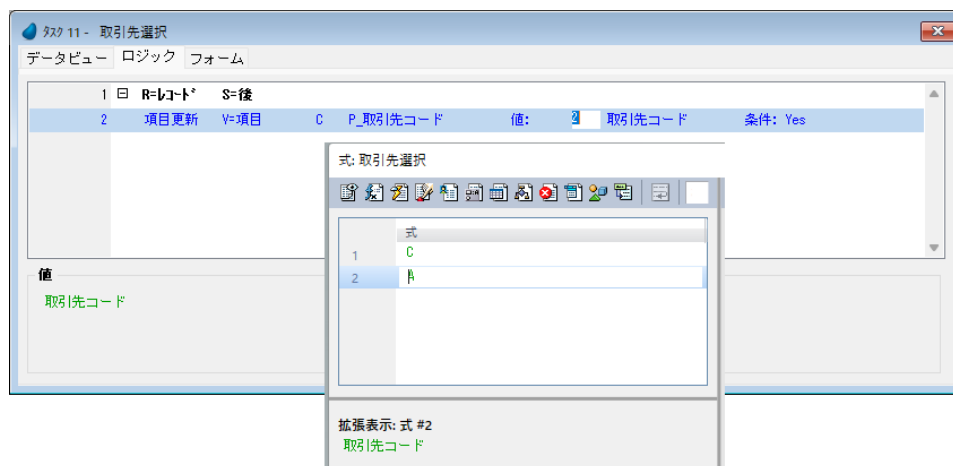 タスク 11 - 取引先選択
データビュー ロジック フォーム
1 R=レコード S=後
2 項目更新 V=項目 C P_取引先コード 値: 2 取引先コード 条件: Yes
式: 取引先選択
式
1 C
2 A
値
取引先コード
拡張表示: 式 #2
取引先コード